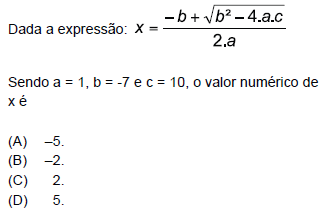 Dada a expressão: x = (−b + √(b² − 4.a.c)) / (2.a)
Sendo a = 1, b = -7 e c = 10, o valor numérico de
x é
(A) –5.
(B) –2.
(C) 2.
(D) 5.